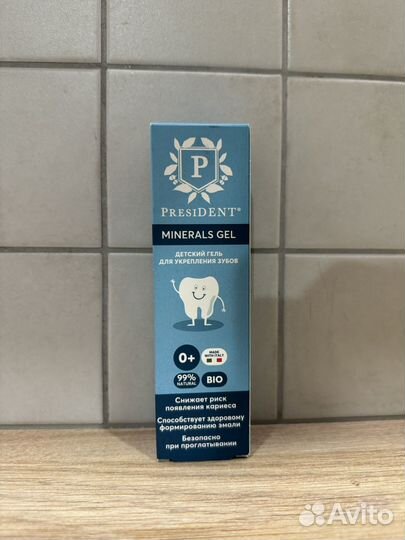 P
PRESIDENT®
MINERALS GEL
ДЕТСКИЙ ГЕЛЬ
ДЛЯ УКРЕПЛЕНИЯ ЗУБОВ
0+
MADE
WITH ITALY
99%
NATURAL
BIO
Снижает риск
появления кариеса
Способствует здоровому
формированию эмали
Безопасно
при проглатывании
Avito